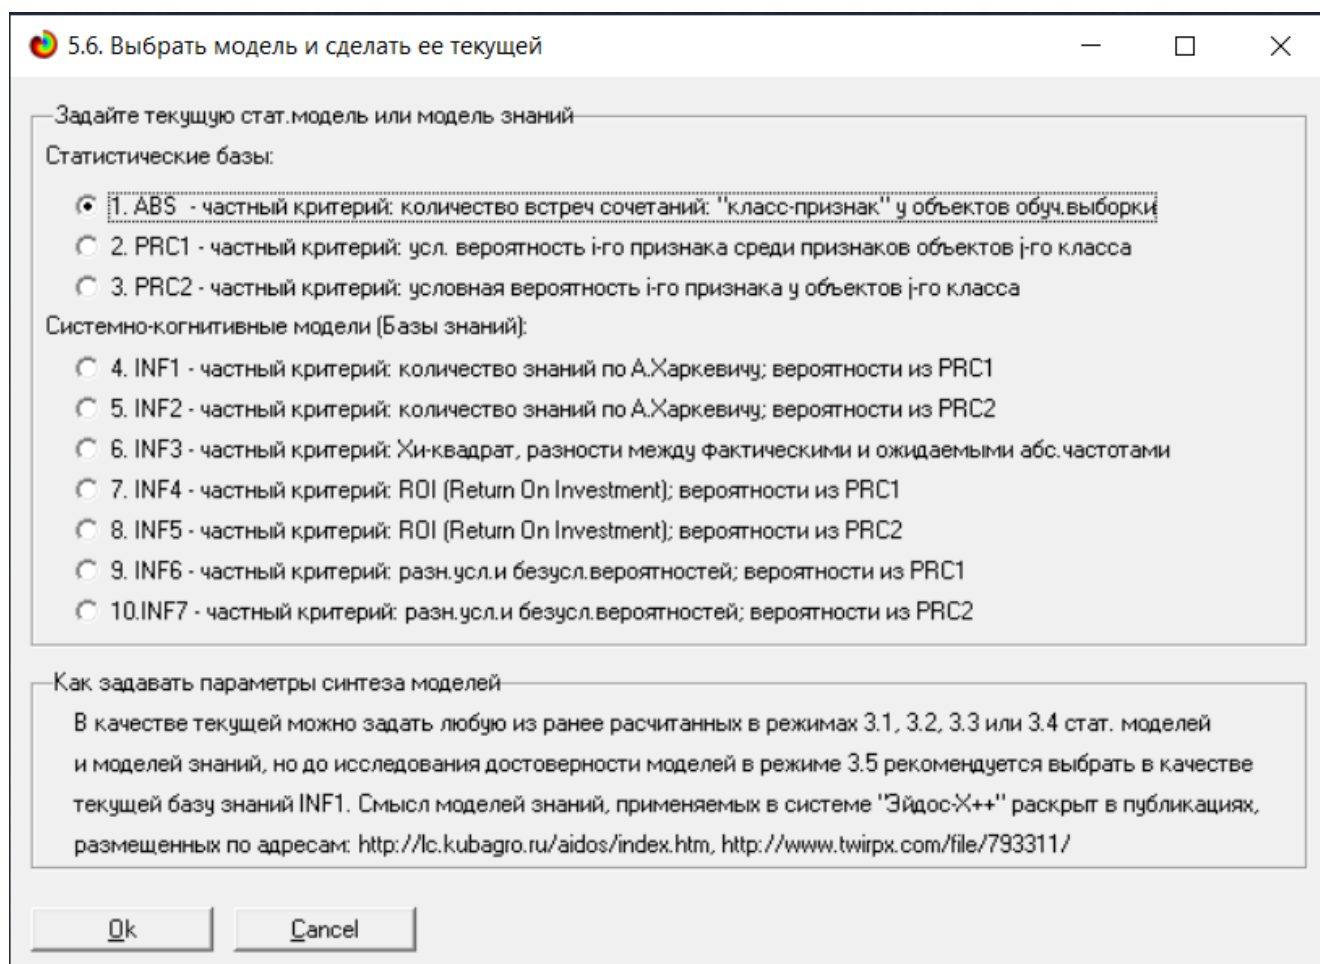 5.6. Выбрать модель и сделать ее текущей
Задайте текущую стат.модель или модель знаний
Статистические базы:
1. ABS - частный критерий: количество встреч сочетаний: "класс-признак" у объектов обуч.выборки
2. PRC1 - частный критерий: усл. вероятность i-го признака среди признаков объектов j-го класса
3. PRC2 - частный критерий: условная вероятность i-го признака у объектов j-го класса
Системно-когнитивные модели (Базы знаний):
4. INF1 - частный критерий: количество знаний по А.Харкевичу; вероятности из PRC1
5. INF2 - частный критерий: количество знаний по А.Харкевичу; вероятности из PRC2
6. INF3 - частный критерий: Хи-квадрат, разности между фактическими и ожидаемыми абс.частотами
7. INF4 - частный критерий: ROI (Return On Investment); вероятности из PRC1
8. INF5 - частный критерий: ROI (Return On Investment); вероятности из PRC2
9. INF6 - частный критерий: разн.усл.и безусл.вероятностей; вероятности из PRC1
10.INF7 - частный критерий: разн.усл.и безусл.вероятностей; вероятности из PRC2
Как задавать параметры синтеза моделей
В качестве текущей можно задать любую из ранее расчитанных в режимах 3.1, 3.2, 3.3 или 3.4 стат. моделей
и моделей знаний, но до исследования достоверности моделей в режиме 3.5 рекомендуется выбрать в качестве
текущей базу знаний INF1. Смысл моделей знаний, применяемых в системе "Эйдос-X++" раскрыт в публикациях,
размещенных по адресам: http://lc.kubagro.ru/aidos/index.htm, http://www.twirpx.com/file/793311/
Ok
Cancel